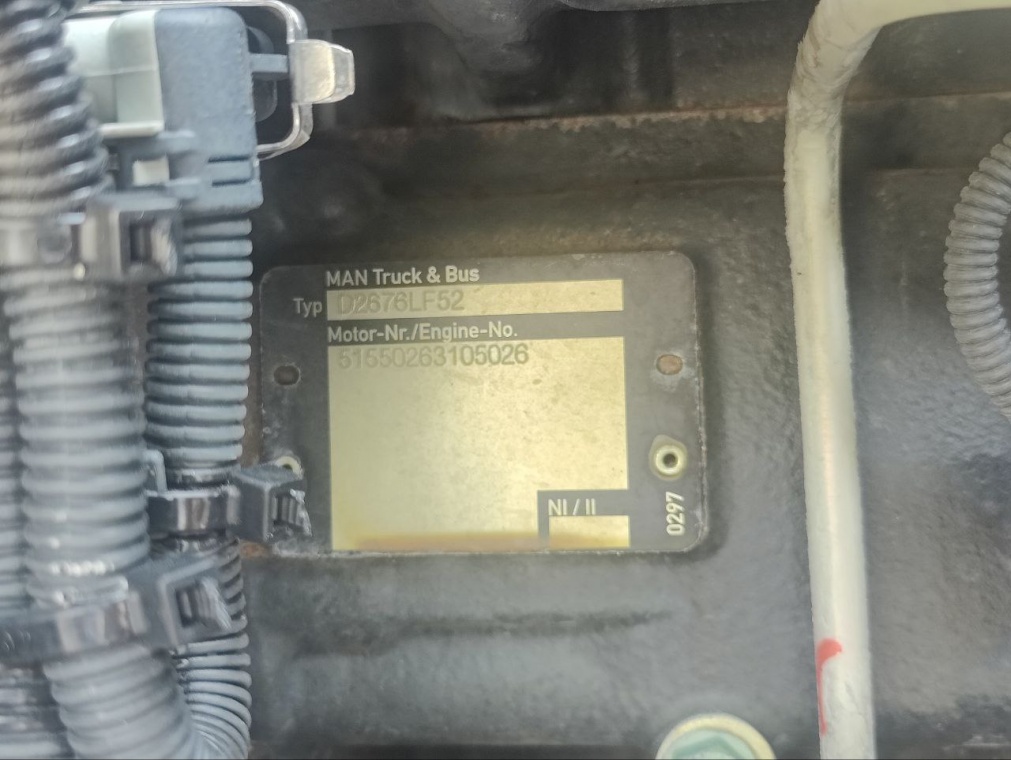 MAN Truck & Bus
Typ D2676LF52
Motor-Nr./Engine-No.
51550263105026
NI / II
0297